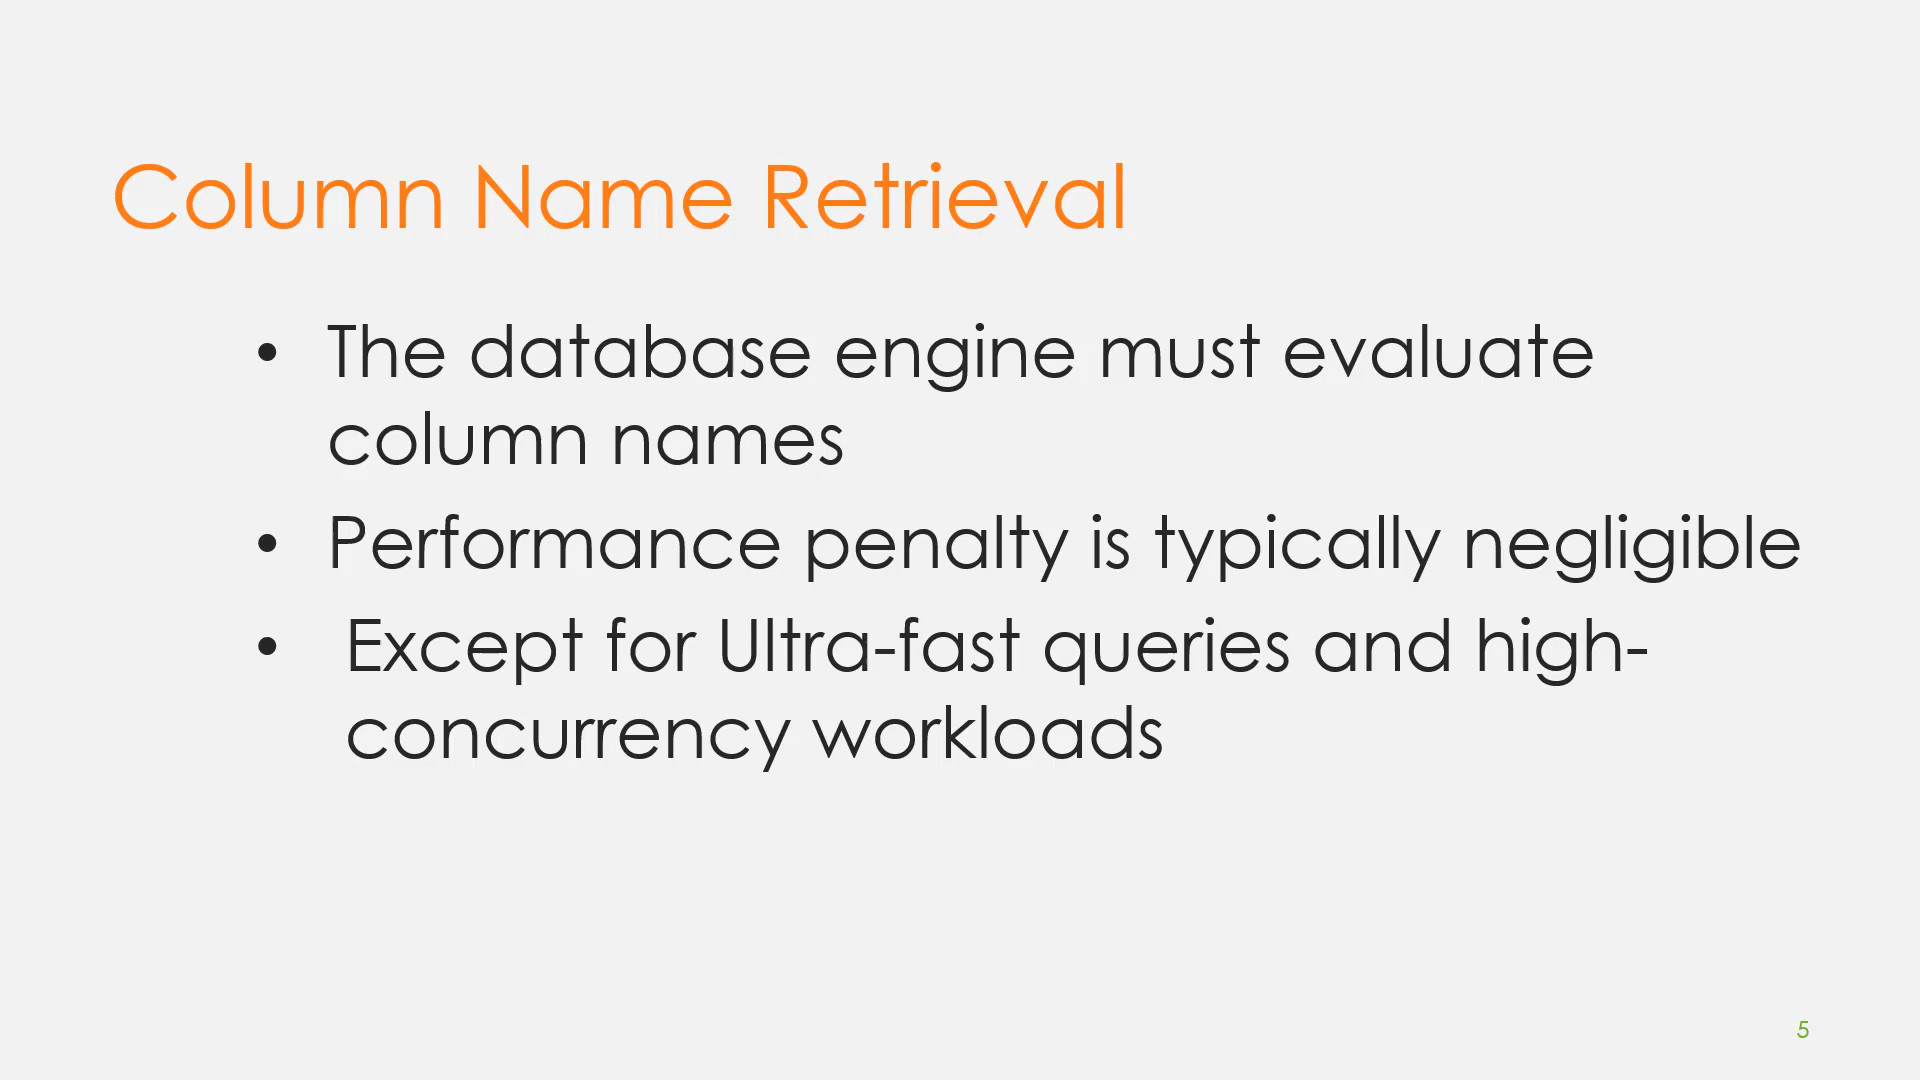 Column Name Retrieval
• The database engine must evaluate
column names
• Performance penalty is typically negligible
• Except for Ultra-fast queries and high-
concurrency workloads
5